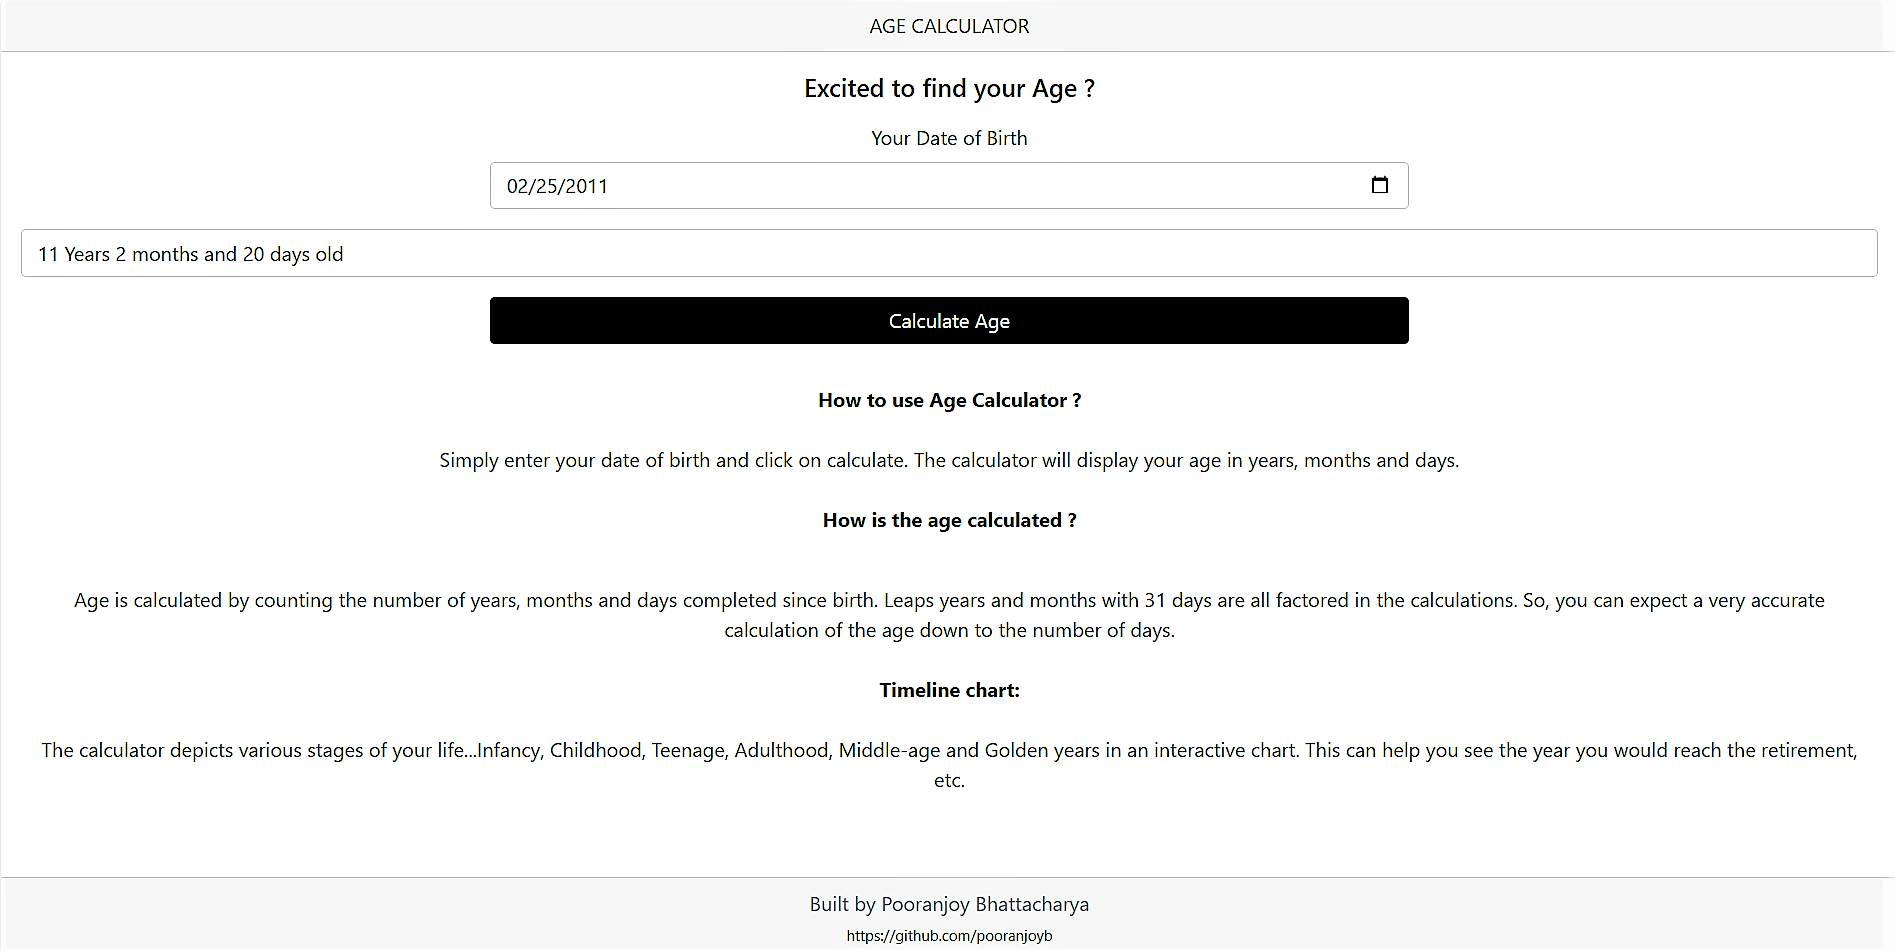 AGE CALCULATOR
Excited to find your Age ?
Your Date of Birth
02/25/2011
11 Years 2 months and 20 days old
Calculate Age
How to use Age Calculator ?
Simply enter your date of birth and click on calculate. The calculator will display your age in years, months and days.
How is the age calculated ?
Age is calculated by counting the number of years, months and days completed since birth. Leaps years and months with 31 days are all factored in the calculations. So, you can expect a very accurate
calculation of the age down to the number of days.
Timeline chart:
The calculator depicts various stages of your life...Infancy, Childhood, Teenage, Adulthood, Middle-age and Golden years in an interactive chart. This can help you see the year you would reach the retirement,
etc.
Built by Pooranjoy Bhattacharya
https://github.com/pooranjoyb